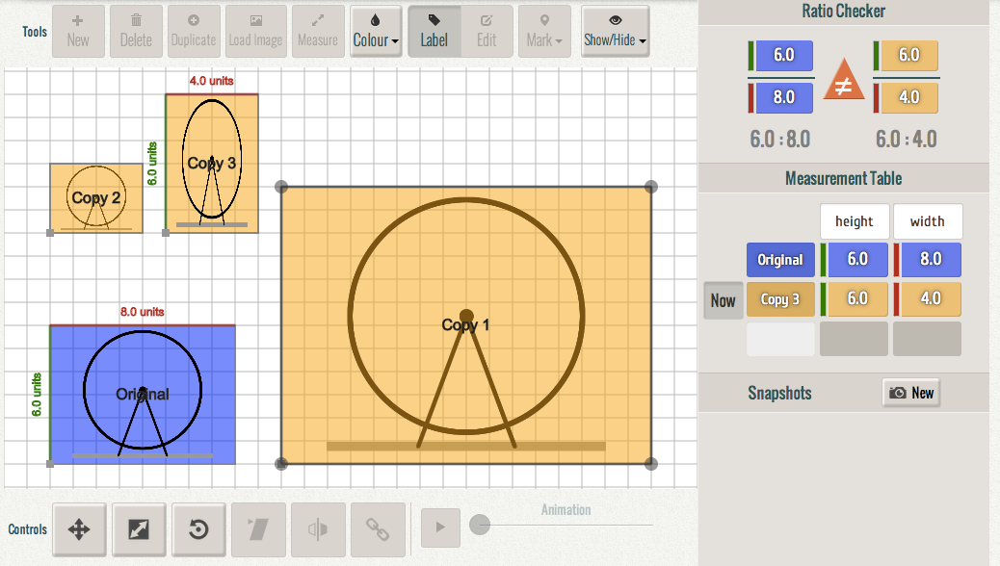 Tools
New
Delete
Duplicate
Load Image
Measure
Colour
Label
Edit
Mark
Show/Hide
4.0 units
6.0 units
Copy 3
Copy 2
8.0 units
6.0 units
Original
Copy 1
Controls
Animation
Ratio Checker
6.0 ≠ 6.0
8.0 4.0
6.0 : 8.0 6.0 : 4.0
Measurement Table
height width
Original 6.0 8.0
Now Copy 3 6.0 4.0
Snapshots New